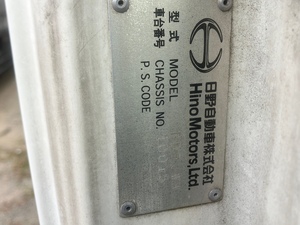 日野自動車株式会社
Hino Motors, Ltd.
型式 MODEL
車台番号 CHASSIS NO.
P. S. CODE